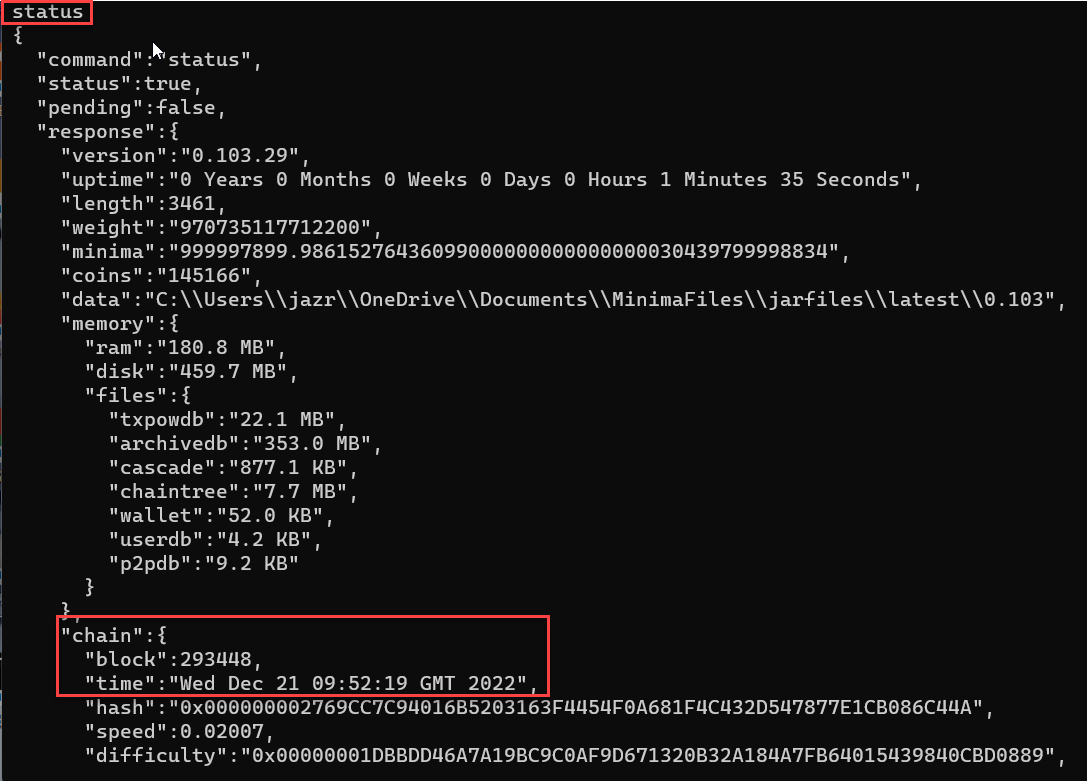 status
{
"command":"status",
"status":true,
"pending":false,
"response":{
"version":"0.103.29",
"uptime":"0 Years 0 Months 0 Weeks 0 Days 0 Hours 1 Minutes 35 Seconds",
"length":3461,
"weight":"970735117712200",
"minima":"999997899.9861527643609900000000000000000304397999998834",
"coins":"145166",
"data":"C:\\Users\\jazr\\OneDrive\\Documents\\MinimaFiles\\jarfiles\\latest\\0.103",
"memory":{
"ram":"180.8 MB",
"disk":"459.7 MB",
"files":{
"txpowdb":"22.1 MB",
"archivedb":"353.0 MB",
"cascade":"877.1 KB",
"chaintree":"7.7 MB",
"wallet":"52.0 KB",
"userdb":"4.2 KB",
"p2pdb":"9.2 KB"
}
},
"chain":{
"block":293448,
"time":"Wed Dec 21 09:52:19 GMT 2022",
"hash":"0x000000002769CC7C94016B5203163F4454F0A681F4C432D547877E1CB086C44A",
"speed":0.02007,
"difficulty":"0x00000001DBBDD46A7A19BC9C0AF9D671320B32A184A7FB64015439840CBD0889",